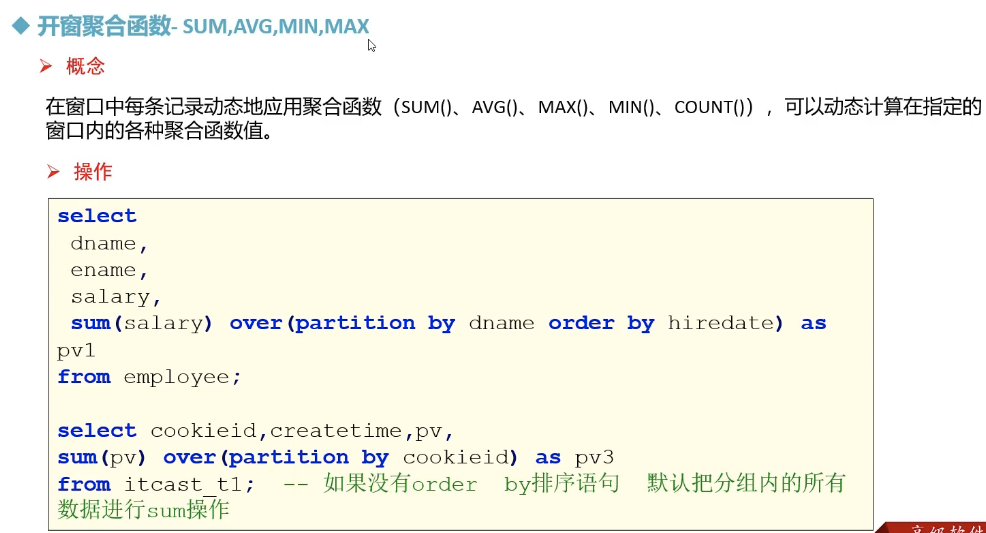 ◆ 开窗聚合函数- SUM,AVG,MIN,MAX
➢ 概念
在窗口中每条记录动态地应用聚合函数（SUM()、AVG()、MAX()、MIN()、COUNT()），可以动态计算在指定的
窗口内的各种聚合函数值。
➢ 操作
select
dname,
ename,
salary,
sum(salary) over(partition by dname order by hiredate) as
pv1
from employee;
select cookieid,createtime,pv,
sum(pv) over(partition by cookieid) as pv3
from itcast_t1; -- 如果没有order by排序语句 默认把分组内的所有
数据进行sum操作
高级软件